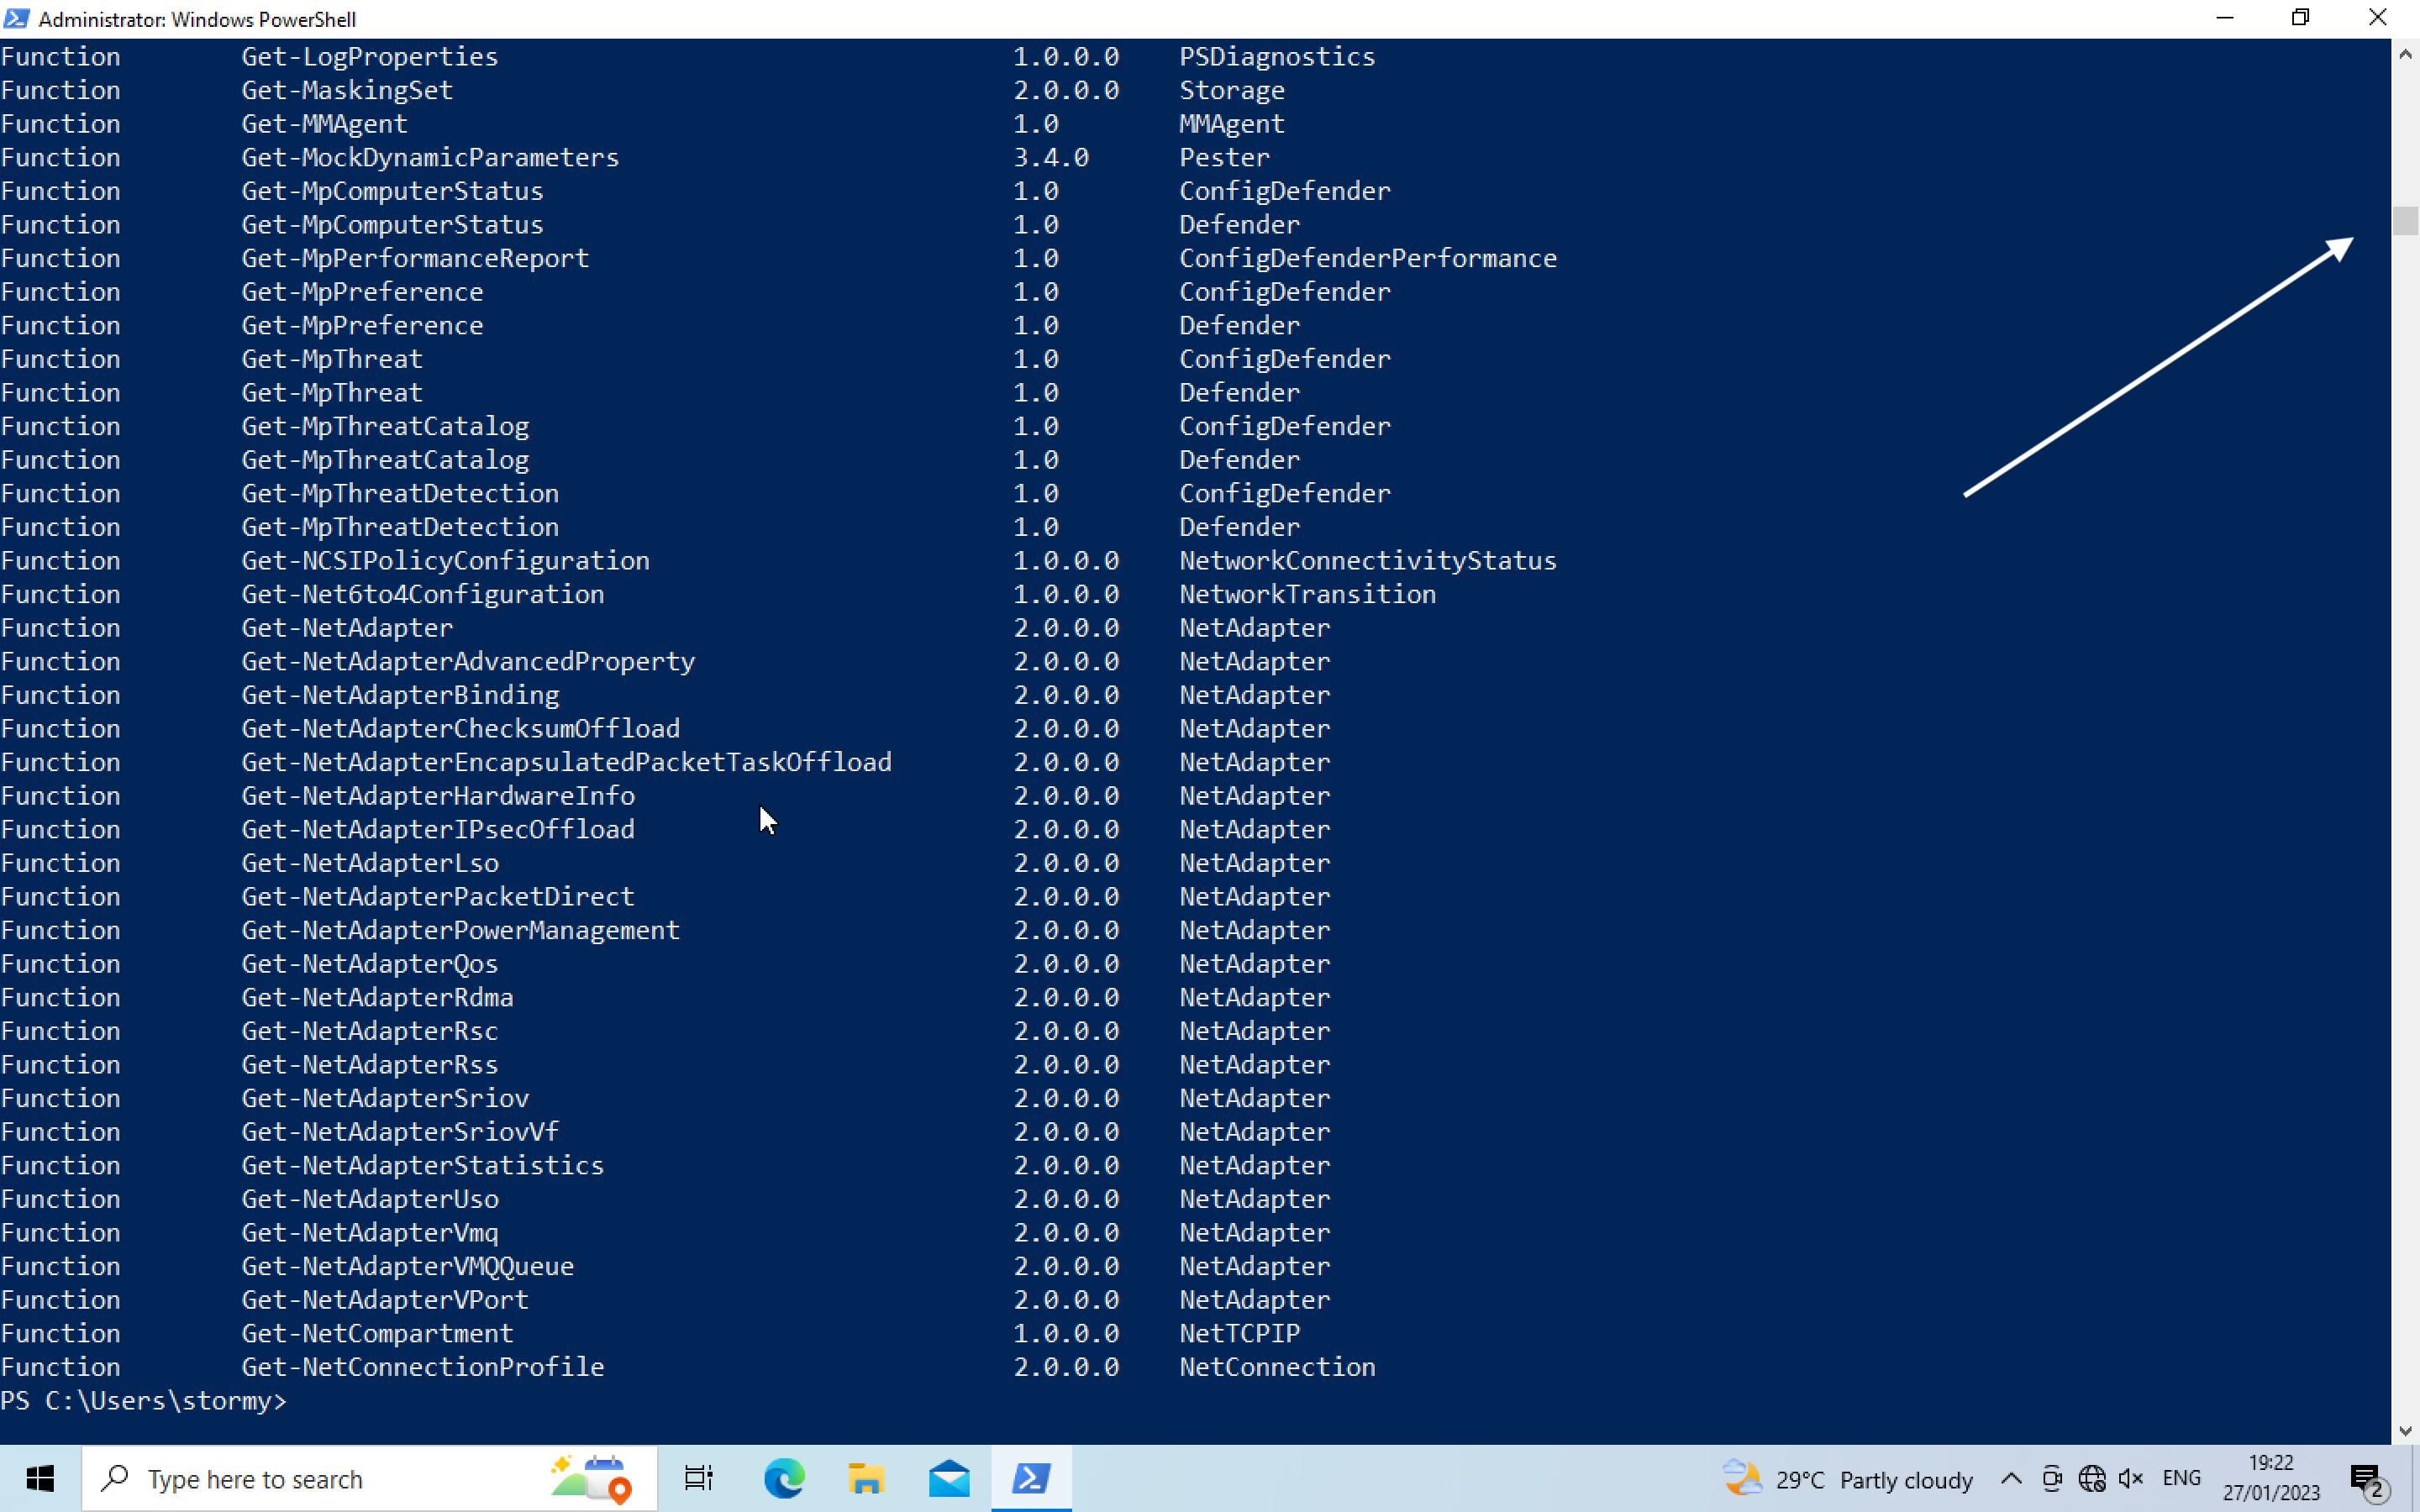 Administrator: Windows PowerShell
Function Get-LogProperties 1.0.0.0 PSDiagnostics
Function Get-MaskingSet 2.0.0.0 Storage
Function Get-MMAgent 1.0 MMAgent
Function Get-MockDynamicParameters 3.4.0 Pester
Function Get-MpComputerStatus 1.0 ConfigDefender
Function Get-MpComputerStatus 1.0 Defender
Function Get-MpPerformanceReport 1.0 ConfigDefenderPerformance
Function Get-MpPreference 1.0 ConfigDefender
Function Get-MpPreference 1.0 Defender
Function Get-MpThreat 1.0 ConfigDefender
Function Get-MpThreat 1.0 Defender
Function Get-MpThreatCatalog 1.0 ConfigDefender
Function Get-MpThreatCatalog 1.0 Defender
Function Get-MpThreatDetection 1.0 ConfigDefender
Function Get-MpThreatDetection 1.0 Defender
Function Get-NCSIPolicyConfiguration 1.0.0.0 NetworkConnectivityStatus
Function Get-Net6to4Configuration 1.0.0.0 NetworkTransition
Function Get-NetAdapter 2.0.0.0 NetAdapter
Function Get-NetAdapterAdvancedProperty 2.0.0.0 NetAdapter
Function Get-NetAdapterBinding 2.0.0.0 NetAdapter
Function Get-NetAdapterChecksumOffload 2.0.0.0 NetAdapter
Function Get-NetAdapterEncapsulatedPacketTaskOffload 2.0.0.0 NetAdapter
Function Get-NetAdapterHardwareInfo 2.0.0.0 NetAdapter
Function Get-NetAdapterIPsecOffload 2.0.0.0 NetAdapter
Function Get-NetAdapterLso 2.0.0.0 NetAdapter
Function Get-NetAdapterPacketDirect 2.0.0.0 NetAdapter
Function Get-NetAdapterPowerManagement 2.0.0.0 NetAdapter
Function Get-NetAdapterQos 2.0.0.0 NetAdapter
Function Get-NetAdapterRdma 2.0.0.0 NetAdapter
Function Get-NetAdapterRsc 2.0.0.0 NetAdapter
Function Get-NetAdapterRss 2.0.0.0 NetAdapter
Function Get-NetAdapterSriov 2.0.0.0 NetAdapter
Function Get-NetAdapterSriovVf 2.0.0.0 NetAdapter
Function Get-NetAdapterStatistics 2.0.0.0 NetAdapter
Function Get-NetAdapterUso 2.0.0.0 NetAdapter
Function Get-NetAdapterVmq 2.0.0.0 NetAdapter
Function Get-NetAdapterVMQQueue 2.0.0.0 NetAdapter
Function Get-NetAdapterVPort 2.0.0.0 NetAdapter
Function Get-NetCompartment 1.0.0.0 NetTCPIP
Function Get-NetConnectionProfile 2.0.0.0 NetConnection
PS C:\Users\stormy>
Type here to search
29°C Partly cloudy
ENG
19:22
27/01/2023
2